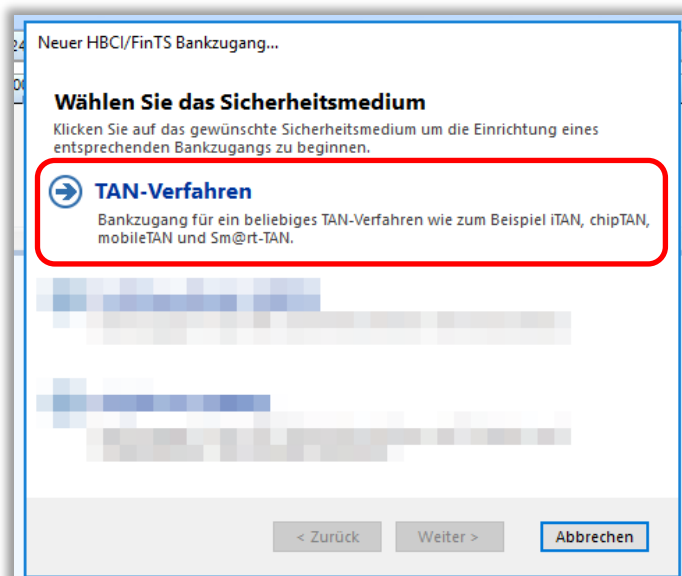 24
Neuer HBCI/FinTS Bankzugang...
00
Wählen Sie das Sicherheitsmedium
Klicken Sie auf das gewünschte Sicherheitsmedium um die Einrichtung eines
entsprechenden Bankzugangs zu beginnen.
TAN-Verfahren
Bankzugang für ein beliebiges TAN-Verfahren wie zum Beispiel iTAN, chipTAN,
mobileTAN und Sm@rt-TAN.
< Zurück Weiter > Abbrechen